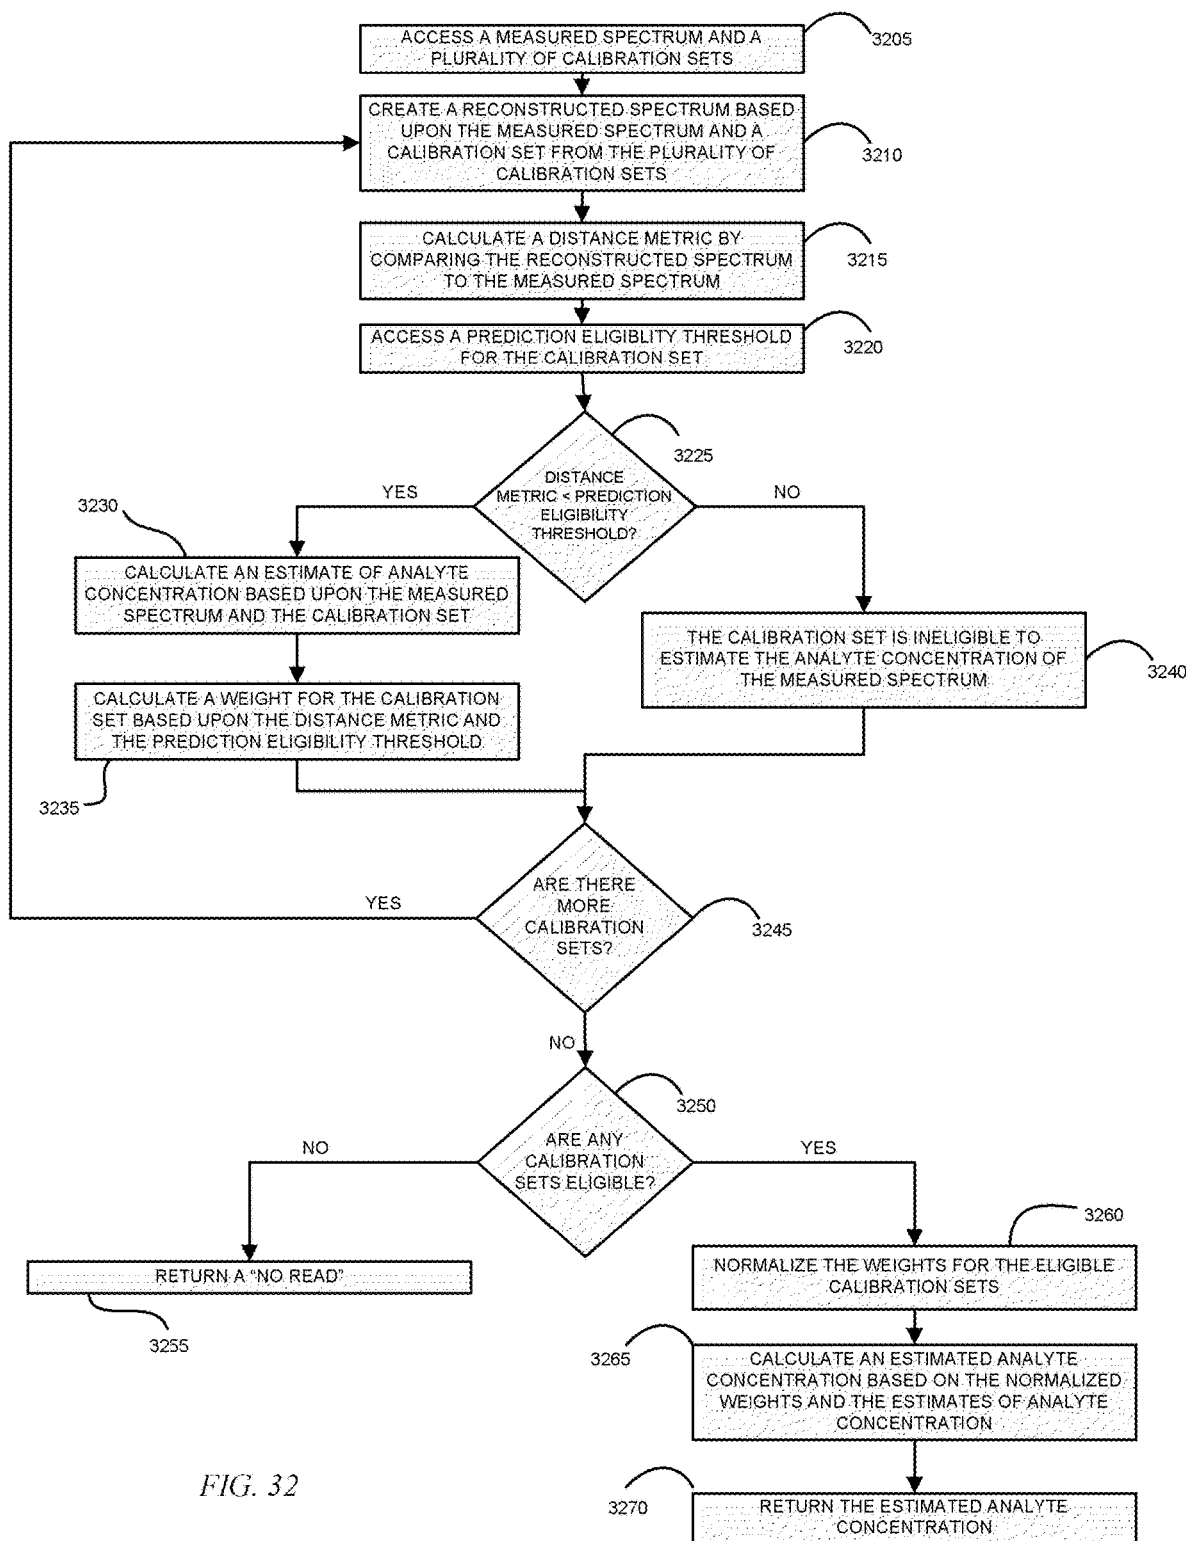 ACCESS A MEASURED SPECTRUM AND A
PLURALITY OF CALIBRATION SETS
3205
CREATE A RECONSTRUCTED SPECTRUM BASED
UPON THE MEASURED SPECTRUM AND A
CALIBRATION SET FROM THE PLURALITY OF
CALIBRATION SETS
3210
CALCULATE A DISTANCE METRIC BY
COMPARING THE RECONSTRUCTED SPECTRUM
TO THE MEASURED SPECTRUM
3215
ACCESS A PREDICTION ELIGIBLITY THRESHOLD
FOR THE CALIBRATION SET
3220
3225
DISTANCE
METRIC < PREDICTION
ELIGIBILITY
THRESHOLD?
YES
NO
3230
CALCULATE AN ESTIMATE OF ANALYTE
CONCENTRATION BASED UPON THE MEASURED
SPECTRUM AND THE CALIBRATION SET
THE CALIBRATION SET IS INELIGIBLE TO
ESTIMATE THE ANALYTE CONCENTRATION OF
THE MEASURED SPECTRUM
3240
CALCULATE A WEIGHT FOR THE CALIBRATION
SET BASED UPON THE DISTANCE METRIC AND
THE PREDICTION ELIGIBILITY THRESHOLD
3235
ARE THERE
MORE
CALIBRATION
SETS?
YES
3245
NO
3250
ARE ANY
CALIBRATION
SETS ELIGIBLE?
NO
YES
RETURN A "NO READ"
3255
3260
NORMALIZE THE WEIGHTS FOR THE ELIGIBLE
CALIBRATION SETS
3265
CALCULATE AN ESTIMATED ANALYTE
CONCENTRATION BASED ON THE NORMALIZED
WEIGHTS AND THE ESTIMATES OF ANALYTE
CONCENTRATION
3270
RETURN THE ESTIMATED ANALYTE
CONCENTRATION
FIG. 32